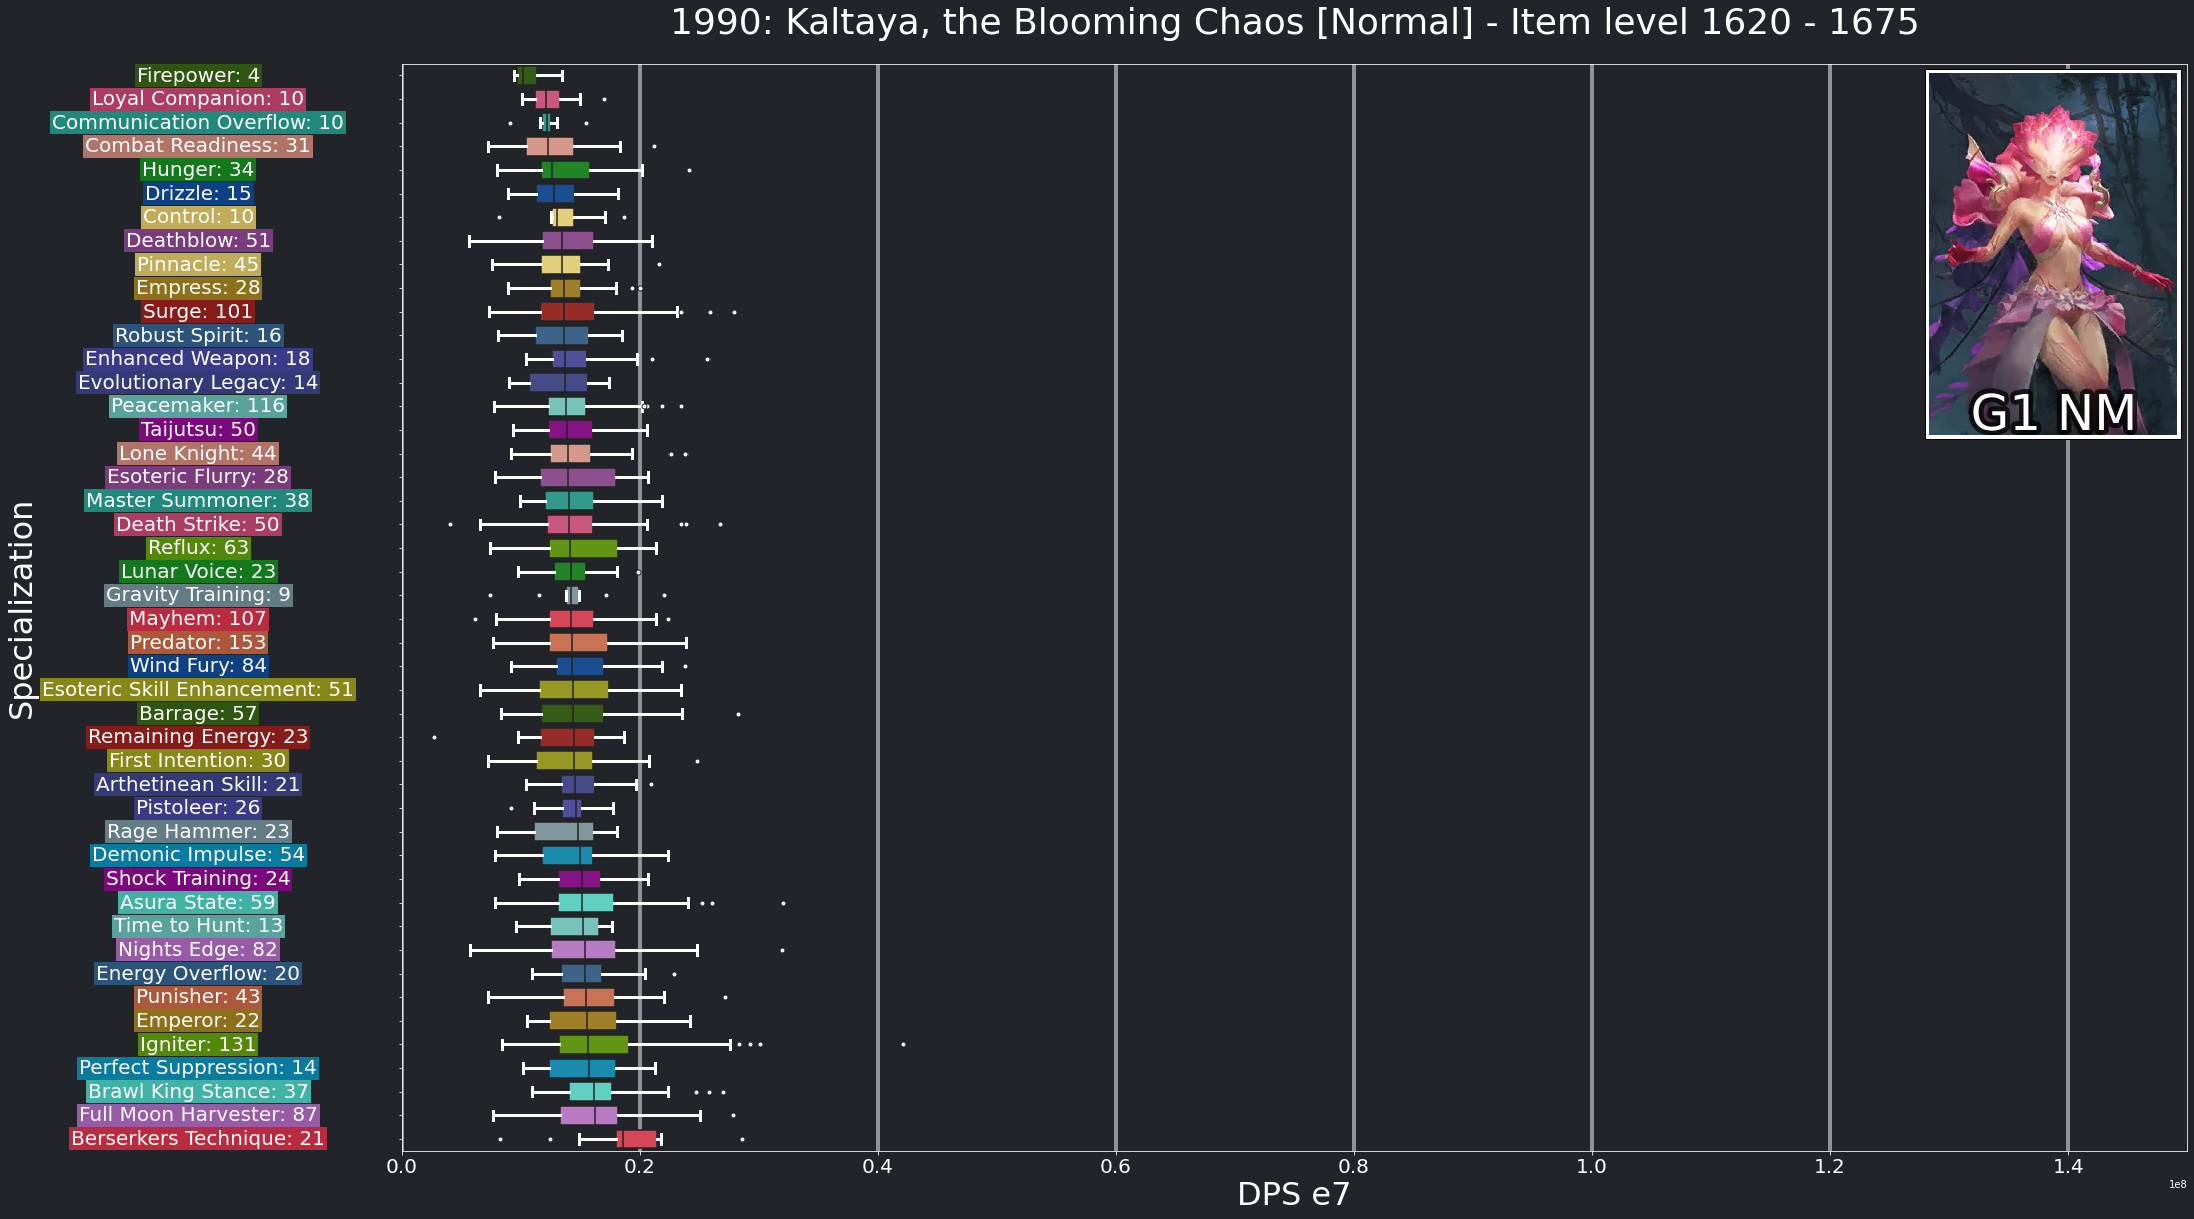 1990: Kaltaya, the Blooming Chaos [Normal] - Item level 1620 - 1675
Firepower: 4
Loyal Companion: 10
Communication Overflow: 10
Combat Readiness: 31
Hunger: 34
Drizzle: 15
Control: 10
Deathblow: 51
Pinnacle: 45
Empress: 28
Surge: 101
Robust Spirit: 16
Enhanced Weapon: 18
Evolutionary Legacy: 14
Peacemaker: 116
Taijutsu: 50
Lone Knight: 44
Esoteric Flurry: 28
Master Summoner: 38
Death Strike: 50
Reflux: 63
Lunar Voice: 23
Gravity Training: 9
Mayhem: 107
Predator: 153
Wind Fury: 84
Esoteric Skill Enhancement: 51
Barrage: 57
Remaining Energy: 23
First Intention: 30
Arthetinean Skill: 21
Pistoleer: 26
Rage Hammer: 23
Demonic Impulse: 54
Shock Training: 24
Asura State: 59
Time to Hunt: 13
Nights Edge: 82
Energy Overflow: 20
Punisher: 43
Emperor: 22
Igniter: 131
Perfect Suppression: 14
Brawl King Stance: 37
Full Moon Harvester: 87
Berserkers Technique: 21
Specialization
G1 NM
0.0 0.2 0.4 0.6 0.8 1.0 1.2 1.4
DPS e7
1e8